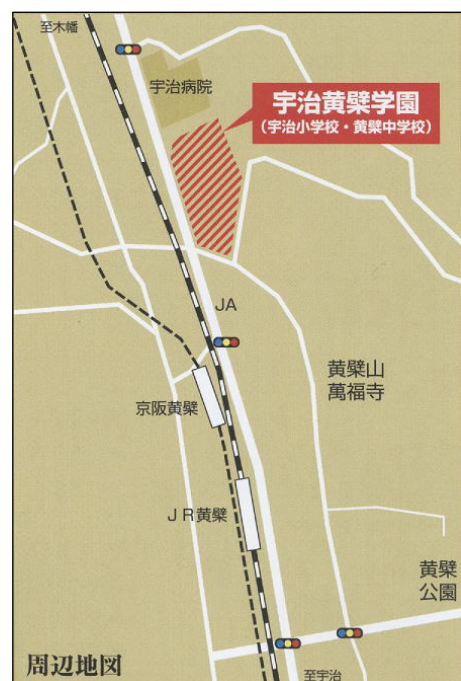 至木幡
宇治病院
宇治黄檗学園
(宇治小学校・黄檗中学校)
JA
黄檗山
萬福寺
京阪黄檗
JR黄檗
黄檗
公園
周辺地図
至宇治